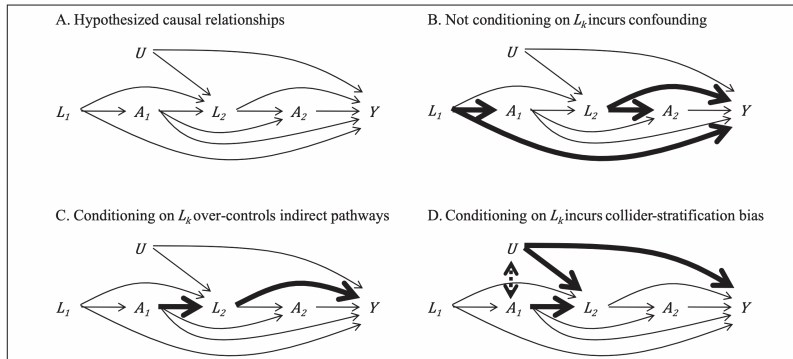 A. Hypothesized causal relationships
U
L₁ A₁ L₂ A₂ Y
B. Not conditioning on Lₖ incurs confounding
U
L₁ A₁ L₂ A₂ Y
C. Conditioning on Lₖ over-controls indirect pathways
U
L₁ A₁ L₂ A₂ Y
D. Conditioning on Lₖ incurs collider-stratification bias
U
L₁ A₁ L₂ A₂ Y